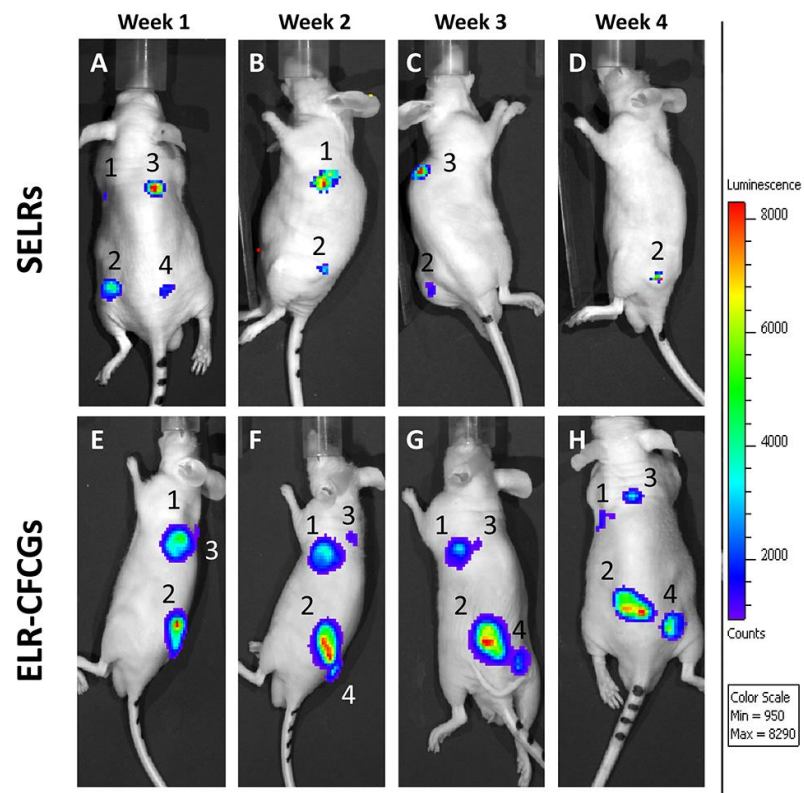 Week 1 Week 2 Week 3 Week 4
SELRs
A
1 3
2 4
B
1
2
C
3
2
D
2
ELR-CFCGs
E
1
3
2
F
1 3
2
4
G
1 3
2 4
H
1 3
2 4
Luminescence
8000
6000
4000
2000
Counts
Color Scale
Min = 950
Max = 8290